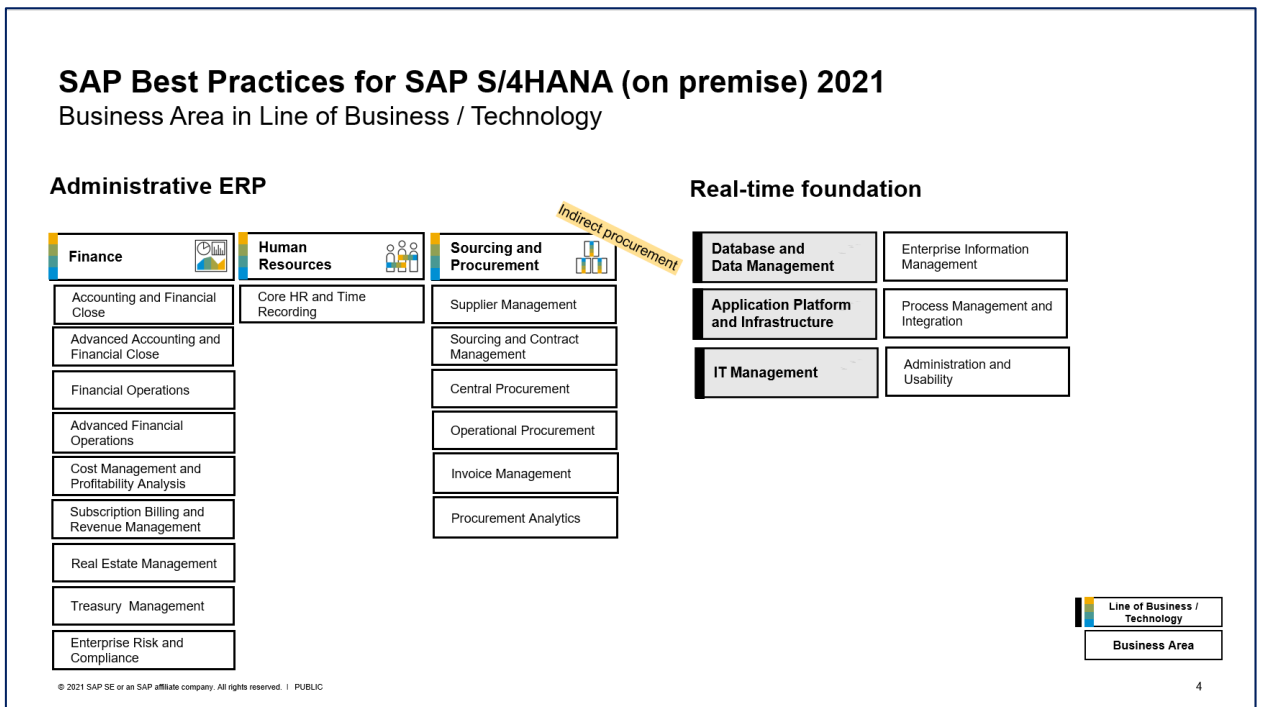 SAP Best Practices for SAP S/4HANA (on premise) 2021
Business Area in Line of Business / Technology
Administrative ERP
Finance
Accounting and Financial
Close
Advanced Accounting and
Financial Close
Financial Operations
Advanced Financial
Operations
Cost Management and
Profitability Analysis
Subscription Billing and
Revenue Management
Real Estate Management
Treasury Management
Enterprise Risk and
Compliance
Human
Resources
Core HR and Time
Recording
Indirect procurement
Sourcing and
Procurement
Supplier Management
Sourcing and Contract
Management
Central Procurement
Operational Procurement
Invoice Management
Procurement Analytics
Real-time foundation
Database and
Data Management
Enterprise Information
Management
Application Platform
and Infrastructure
Process Management and
Integration
IT Management
Administration and
Usability
Line of Business /
Technology
Business Area
© 2021 SAP SE or an SAP affiliate company. All rights reserved. I PUBLIC
4